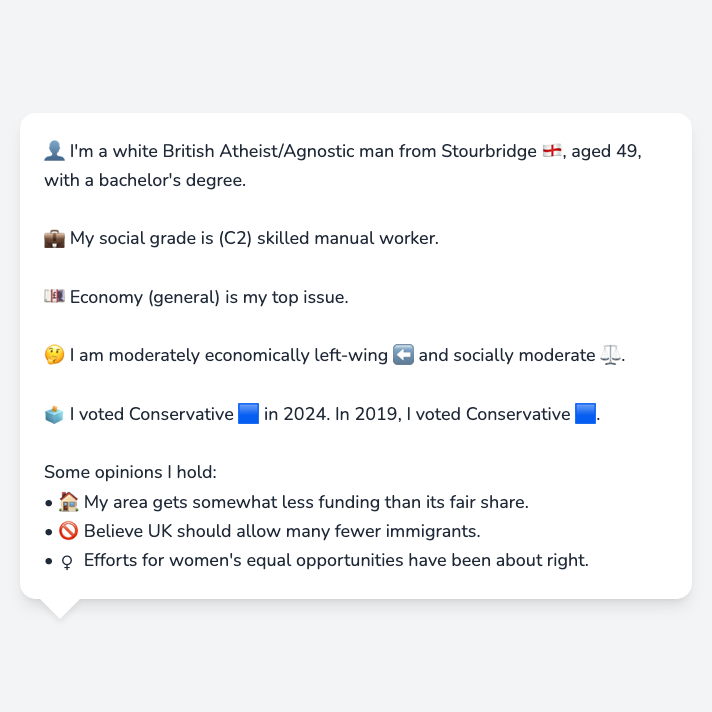 👤 I'm a white British Atheist/Agnostic man from Stourbridge 🏴󠁧󠁢󠁥󠁮󠁧󠁿, aged 49,
with a bachelor's degree.
💼 My social grade is (C2) skilled manual worker.
💷 Economy (general) is my top issue.
🤔 I am moderately economically left-wing ⬅️ and socially moderate ⚖️.
🗳️ I voted Conservative 🟦 in 2024. In 2019, I voted Conservative 🟦.
Some opinions I hold:
• 🏠 My area gets somewhat less funding than its fair share.
• 🚫 Believe UK should allow many fewer immigrants.
• ♀ Efforts for women's equal opportunities have been about right.